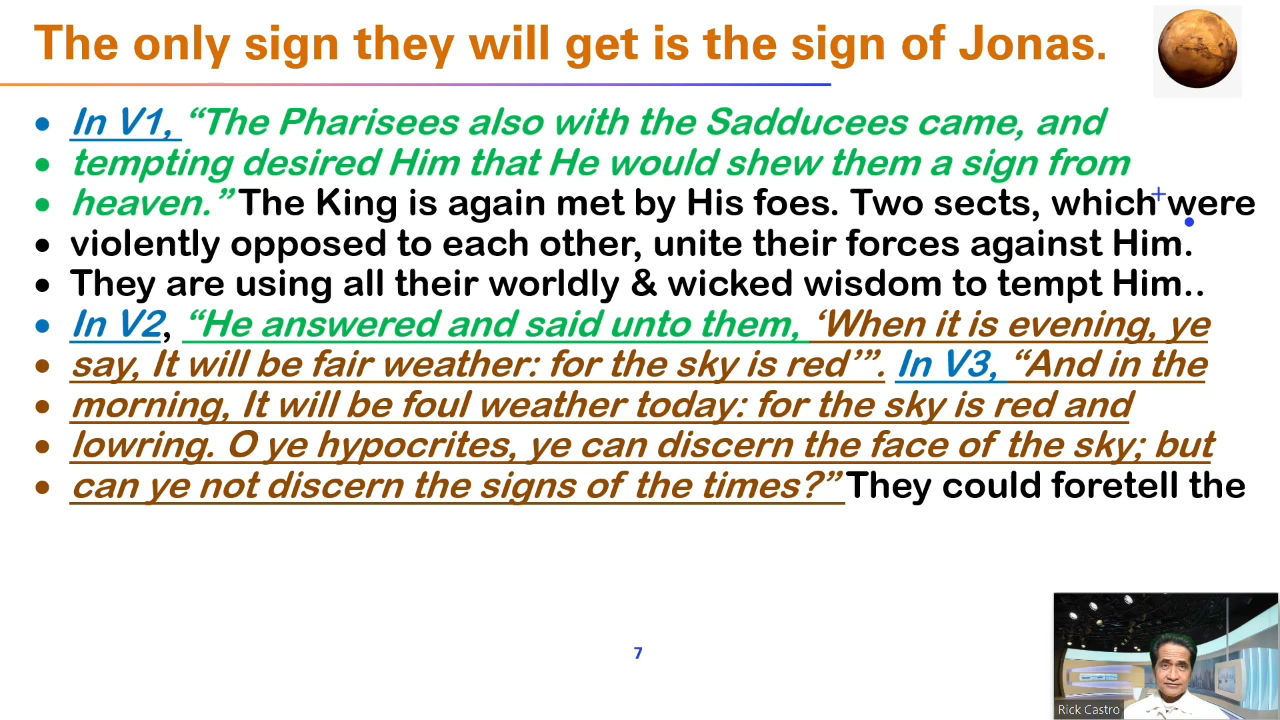 The only sign they will get is the sign of Jonas.
• In V1, “The Pharisees also with the Sadducees came, and
• tempting desired Him that He would shew them a sign from
• heaven.” The King is again met by His foes. Two sects, which were
• violently opposed to each other, unite their forces against Him.
• They are using all their worldly & wicked wisdom to tempt Him..
• In V2, “He answered and said unto them, ‘When it is evening, ye
• say, It will be fair weather: for the sky is red’”. In V3, “And in the
• morning, It will be foul weather today: for the sky is red and
• lowring. O ye hypocrites, ye can discern the face of the sky; but
• can ye not discern the signs of the times?” They could foretell the
7
Rick Castro